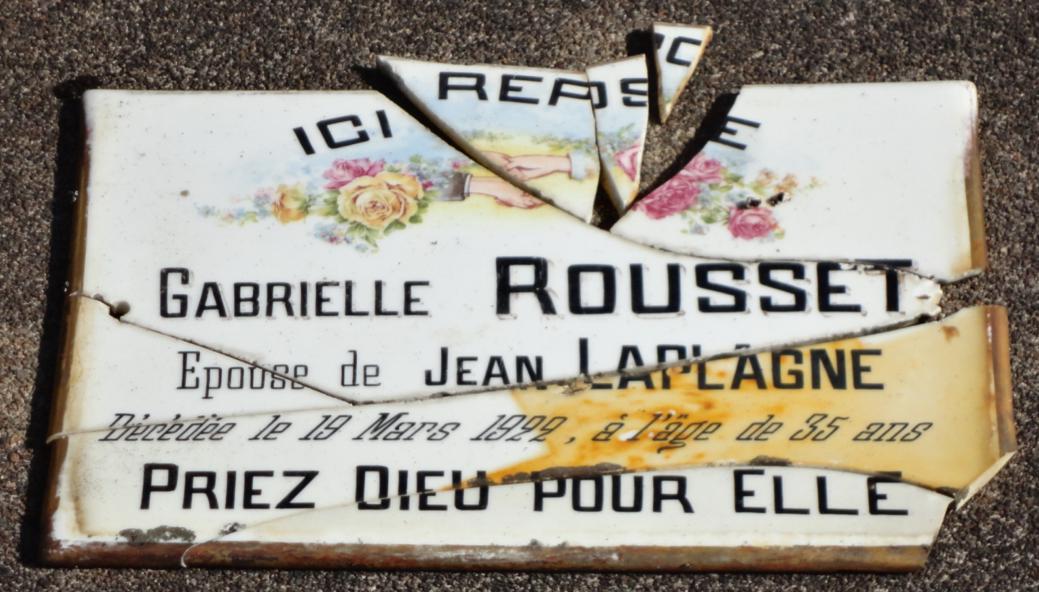 ICI REPOSE
GABRIELLE ROUSSET
Epouse de JEAN LAPLAGNE
Décédée le 19 Mars 1922, à l'âge de 35 ans
PRIEZ DIEU POUR ELLE